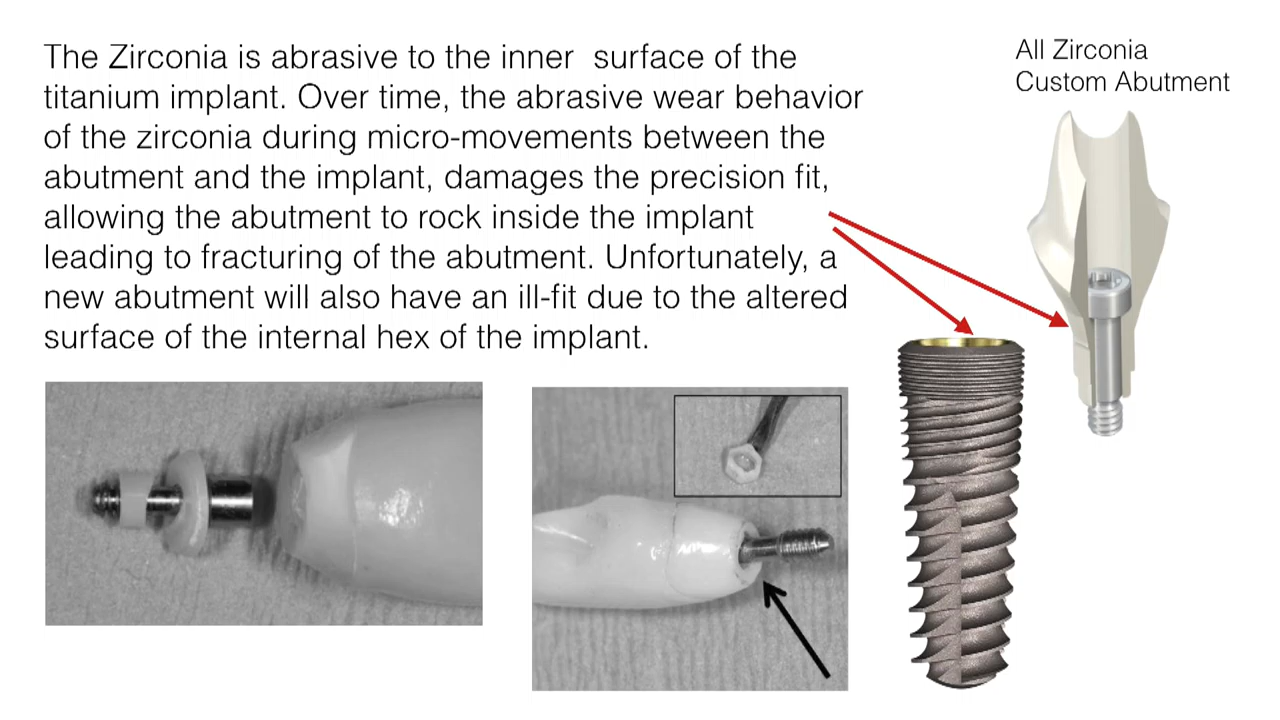 The Zirconia is abrasive to the inner  surface of the
titanium implant. Over time, the abrasive wear behavior
of the zirconia during micro-movements between the
abutment and the implant, damages the precision fit,
allowing the abutment to rock inside the implant
leading to fracturing of the abutment. Unfortunately, a
new abutment will also have an ill-fit due to the altered
surface of the internal hex of the implant.
All Zirconia
Custom Abutment